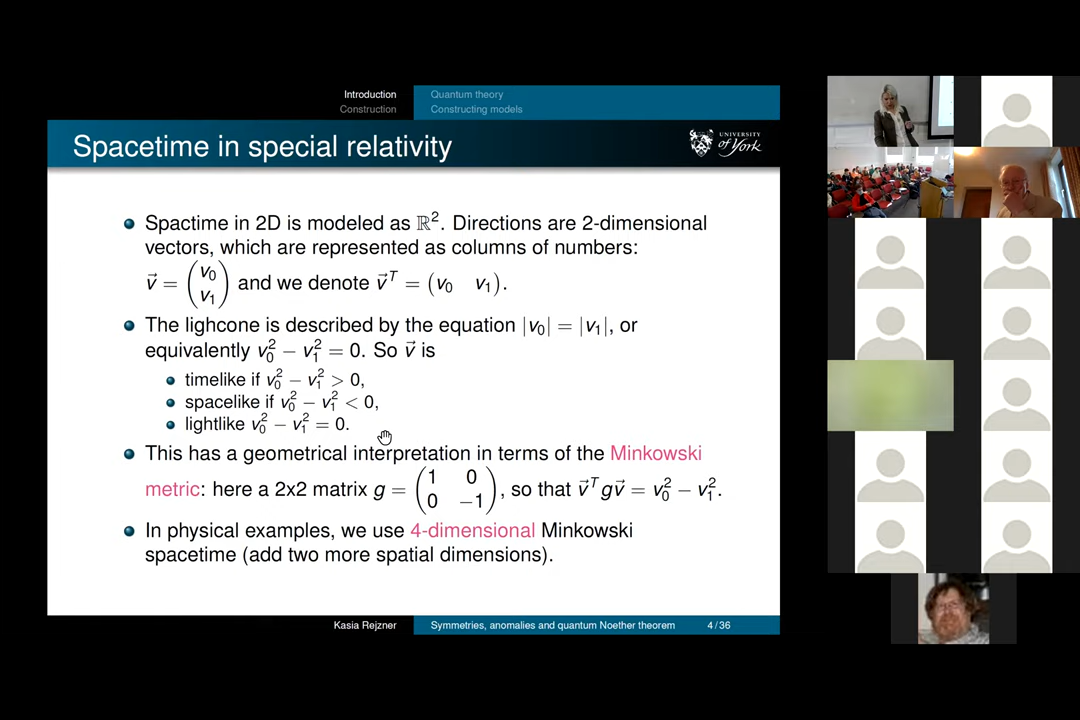 Introduction
Construction
Quantum theory
Constructing models
Spacetime in special relativity
UNIVERSITY
of York
Spactime in 2D is modeled as ℝ². Directions are 2-dimensional
vectors, which are represented as columns of numbers:
v⃗ = (v₀ v₁) and we denote v⃗ᵀ = (v₀ v₁).
The lighcone is described by the equation |v₀| = |v₁|, or
equivalently v₀² − v₁² = 0. So v⃗ is
timelike if v₀² − v₁² > 0,
spacelike if v₀² − v₁² < 0,
lightlike v₀² − v₁² = 0.
This has a geometrical interpretation in terms of the Minkowski
metric: here a 2x2 matrix g = (1 0 0 −1), so that v⃗ᵀgv⃗ = v₀² − v₁².
In physical examples, we use 4-dimensional Minkowski
spacetime (add two more spatial dimensions).
Kasia Rejzner
Symmetries, anomalies and quantum Noether theorem
4 / 36